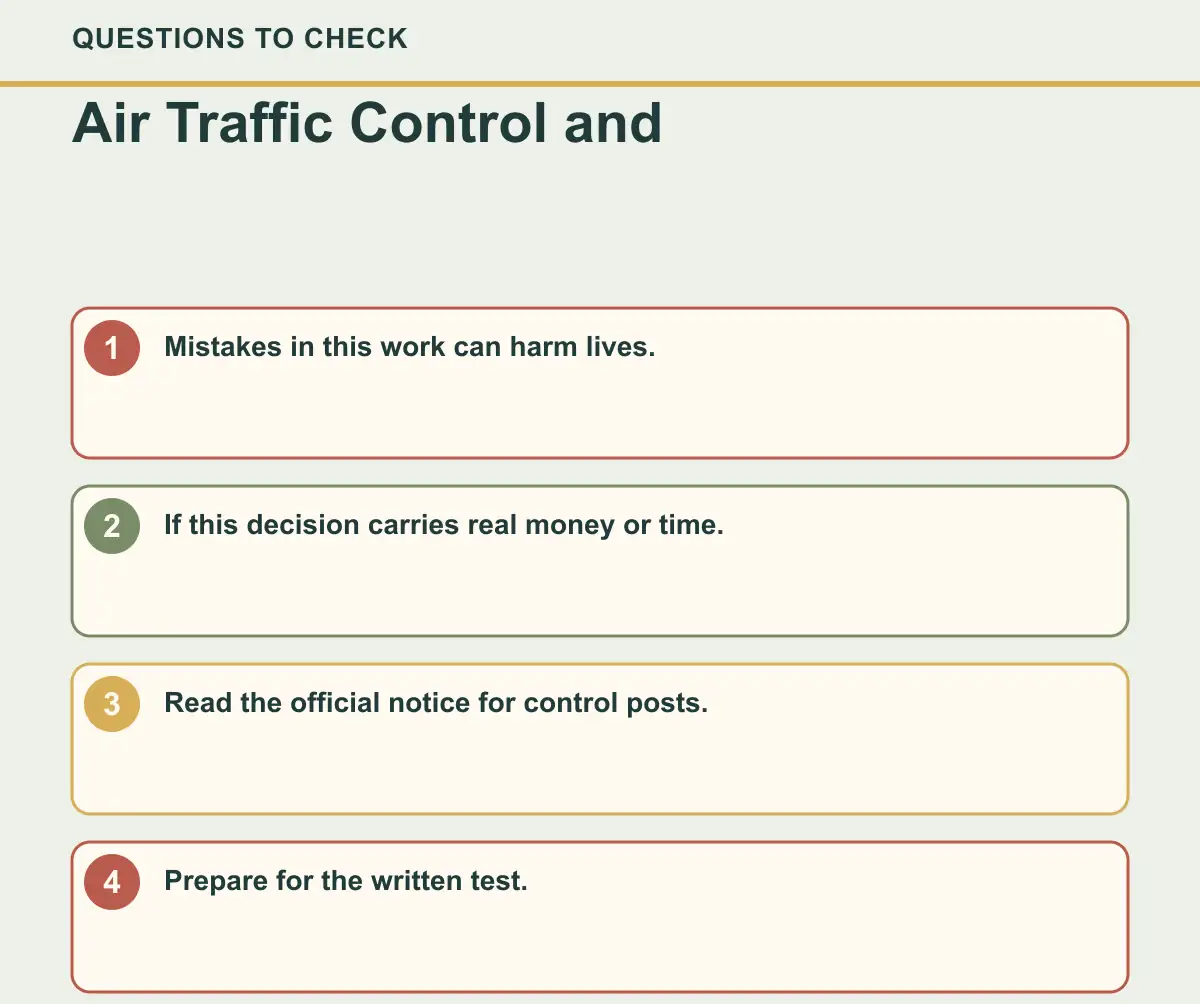 QUESTIONS TO CHECK
Air Traffic Control and
1 Mistakes in this work can harm lives.
2 If this decision carries real money or time.
3 Read the official notice for control posts.
4 Prepare for the written test.